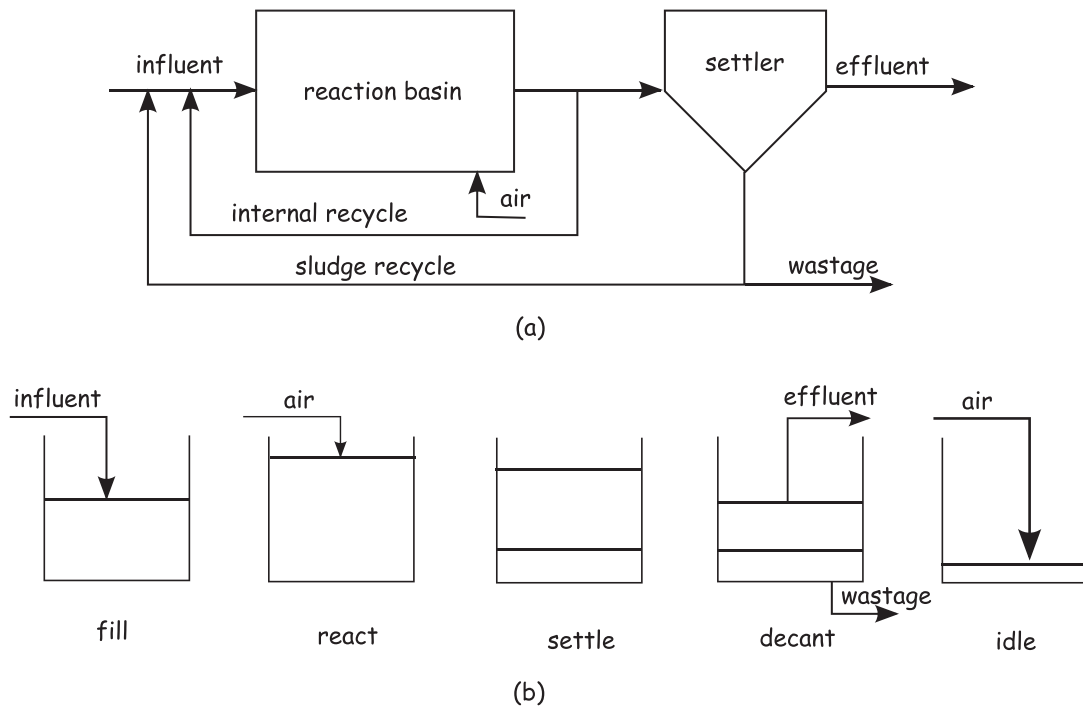 influent
reaction basin
settler
effluent
air
internal recycle
sludge recycle
wastage
(a)
influent
air
effluent
air
wastage
fill
react
settle
decant
idle
(b)